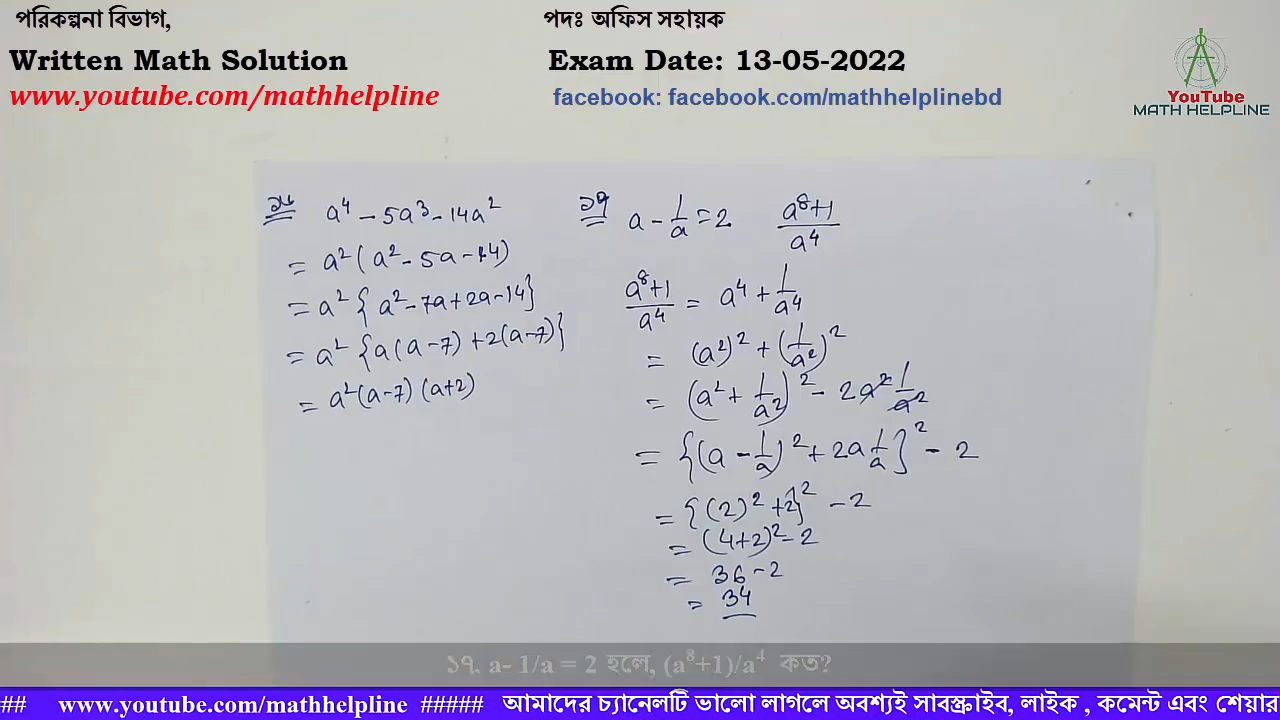 পরিকল্পনা বিভাগ,
পদঃ অফিস সহায়ক
Written Math Solution
Exam Date: 13-05-2022
www.youtube.com/mathhelpline
facebook: facebook.com/mathhelplinebd
YouTube
MATH HELPLINE
১৬ a⁴ - 5a³ - 14a²
= a²(a² - 5a - 14)
= a²{a² - 7a + 2a - 14}
= a²{a(a - 7) + 2(a - 7)}
= a²(a - 7)(a + 2)
১৭ a - 1/a = 2 (a⁸+1)/a⁴
(a⁸+1)/a⁴ = a⁴ + 1/a⁴
= (a²)² + (1/a²)²
= (a² + 1/a²)² - 2a² 1/a²
= {(a - 1/a)² + 2a 1/a}² - 2
= {(2)² + 2}² - 2
= (4+2)² - 2
= 36 - 2
= 34
১৭. a- 1/a = 2 হলে, (a⁸+1)/a⁴ কত?
## www.youtube.com/mathhelpline ##### আমাদের চ্যানেলটি ভালো লাগলে অবশ্যই সাবস্ক্রাইব, লাইক , কমেন্ট এবং শেয়ার